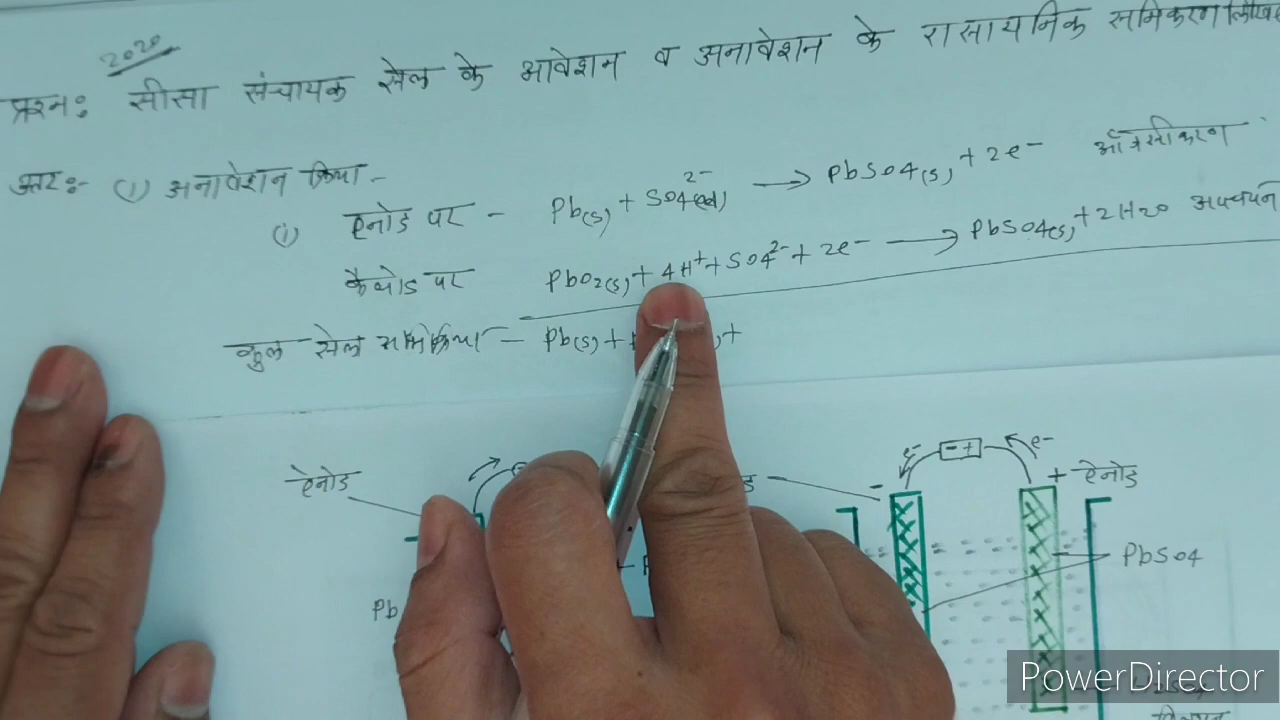 2020
प्रश्नः सीसा संचायक सेल के आवेशन व अनावेशन के रासायनिक समिकरण लिखि
उत्तरः- (1) अनावेशन क्रिया -
(i) ऐनोड पर - Pb(s) + SO4²⁻(aq) → PbSO4(s) + 2e⁻ ऑक्सीकरण
कैथोड पर PbO2(s) + 4H⁺ + SO4²⁻ + 2e⁻ → PbSO4(s) + 2H2O अपचयन
कुल सेल अभिक्रिया - Pb(s) + +
e⁻ - + e⁻
ऐनोड - + ऐनोड
PbSO4
Pb
PowerDirector